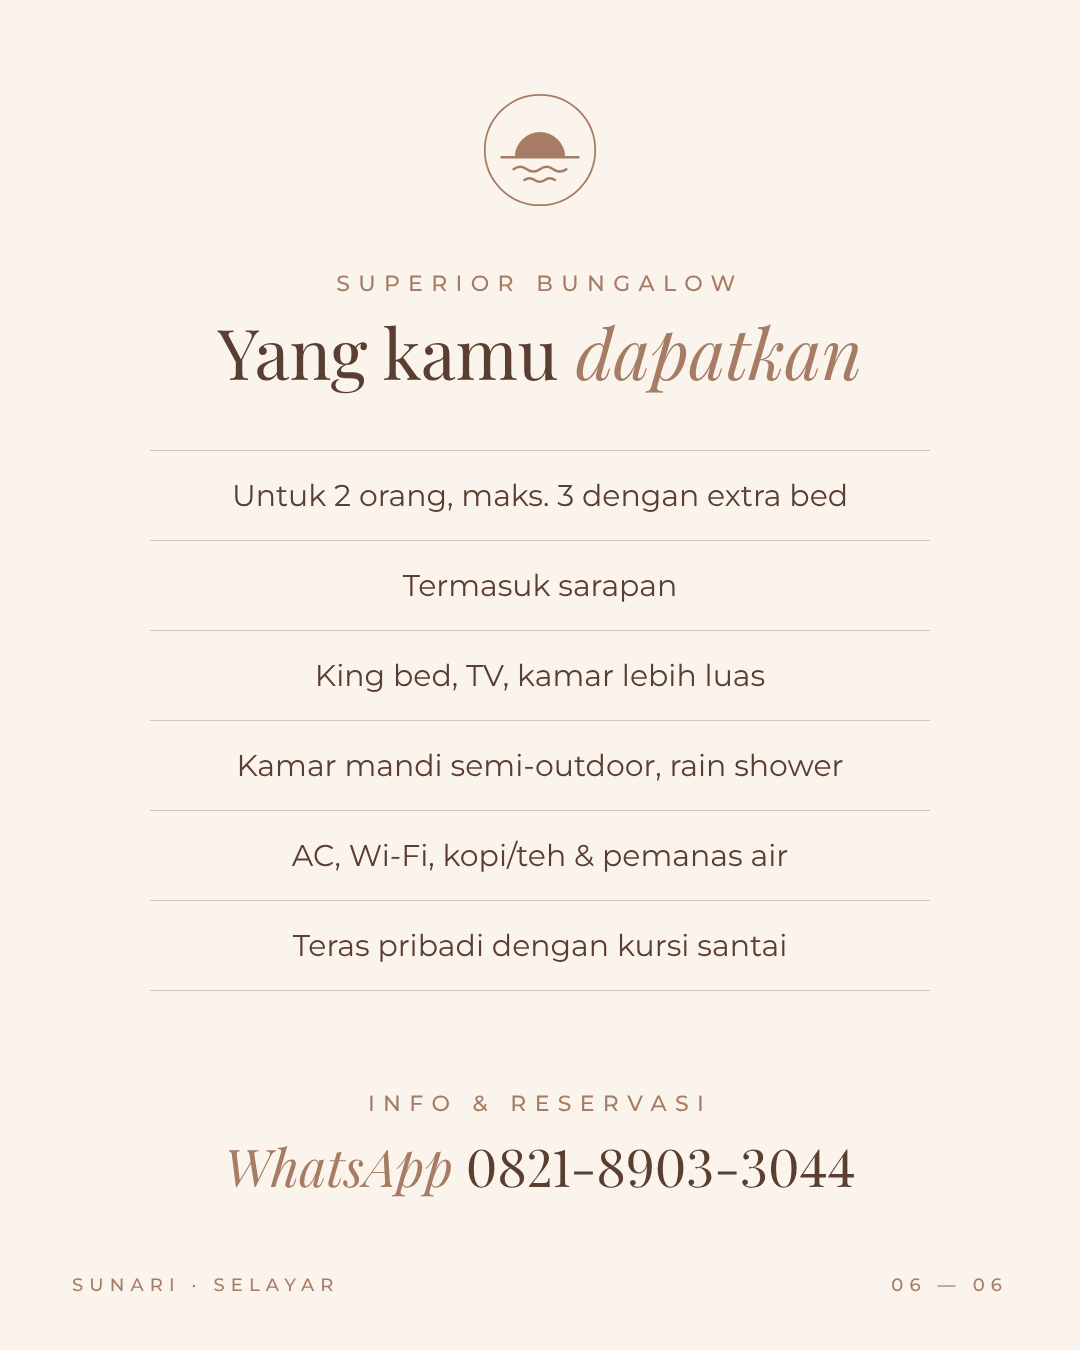 SUPERIOR BUNGALOW
Yang kamu dapatkan
Untuk 2 orang, maks. 3 dengan extra bed
Termasuk sarapan
King bed, TV, kamar lebih luas
Kamar mandi semi-outdoor, rain shower
AC, Wi-Fi, kopi/teh & pemanas air
Teras pribadi dengan kursi santai
INFO & RESERVASI
WhatsApp 0821-8903-3044
SUNARI · SELAYAR
06 — 06